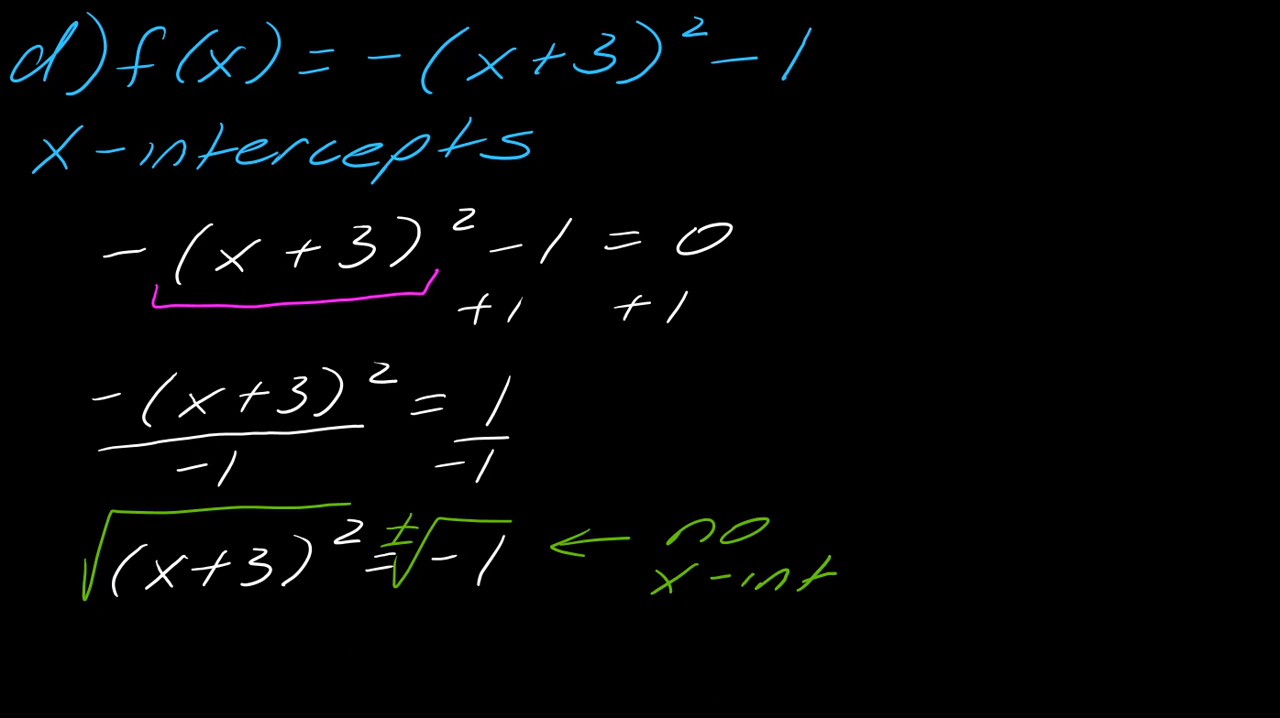 d) f(x) = -(x+3)² - 1
x-intercepts
-(x+3)² - 1 = 0
+1 +1
-(x+3)² = 1
-1 -1
√(x+3)² = ±√-1 ← no
x-int